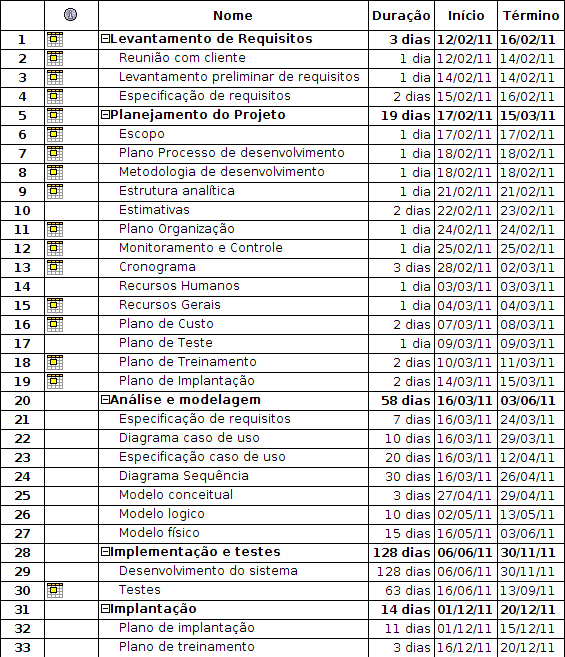 Nome Duração Início Término
1 Levantamento de Requisitos 3 dias 12/02/11 16/02/11
2 Reunião com cliente 1 dia 12/02/11 14/02/11
3 Levantamento preliminar de requisitos 1 dia 14/02/11 14/02/11
4 Especificação de requisitos 2 dias 15/02/11 16/02/11
5 Planejamento do Projeto 19 dias 17/02/11 15/03/11
6 Escopo 1 dia 17/02/11 17/02/11
7 Plano Processo de desenvolvimento 1 dia 18/02/11 18/02/11
8 Metodologia de desenvolvimento 1 dia 18/02/11 18/02/11
9 Estrutura analítica 1 dia 21/02/11 21/02/11
10 Estimativas 2 dias 22/02/11 23/02/11
11 Plano Organização 1 dia 24/02/11 24/02/11
12 Monitoramento e Controle 1 dia 25/02/11 25/02/11
13 Cronograma 3 dias 28/02/11 02/03/11
14 Recursos Humanos 1 dia 03/03/11 03/03/11
15 Recursos Gerais 1 dia 04/03/11 04/03/11
16 Plano de Custo 2 dias 07/03/11 08/03/11
17 Plano de Teste 1 dia 09/03/11 09/03/11
18 Plano de Treinamento 2 dias 10/03/11 11/03/11
19 Plano de Implantação 2 dias 14/03/11 15/03/11
20 Análise e modelagem 58 dias 16/03/11 03/06/11
21 Especificação de requisitos 7 dias 16/03/11 24/03/11
22 Diagrama caso de uso 10 dias 16/03/11 29/03/11
23 Especificação caso de uso 20 dias 16/03/11 12/04/11
24 Diagrama Sequência 30 dias 16/03/11 26/04/11
25 Modelo conceitual 3 dias 27/04/11 29/04/11
26 Modelo logico 10 dias 02/05/11 13/05/11
27 Modelo físico 15 dias 16/05/11 03/06/11
28 Implementação e testes 128 dias 06/06/11 30/11/11
29 Desenvolvimento do sistema 128 dias 06/06/11 30/11/11
30 Testes 63 dias 16/06/11 13/09/11
31 Implantação 14 dias 01/12/11 20/12/11
32 Plano de implantação 11 dias 01/12/11 15/12/11
33 Plano de treinamento 3 dias 16/12/11 20/12/11